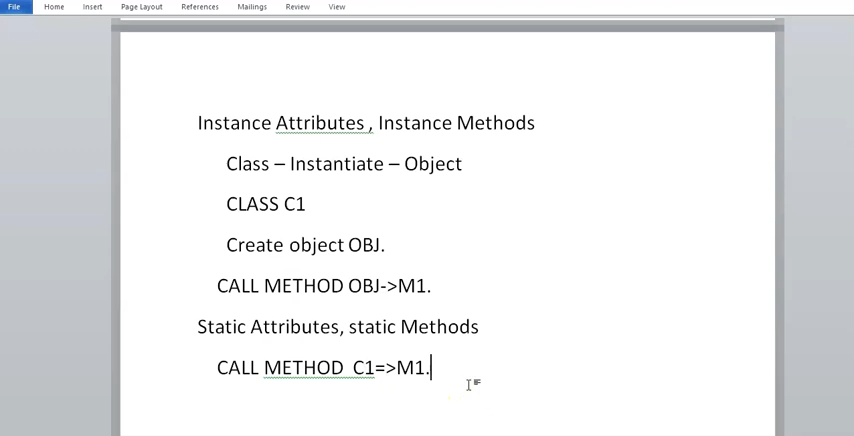 File Home Insert Page Layout References Mailings Review View
Instance Attributes , Instance Methods
Class – Instantiate – Object
CLASS C1
Create object OBJ.
CALL METHOD OBJ->M1.
Static Attributes, static Methods
CALL METHOD C1=>M1.